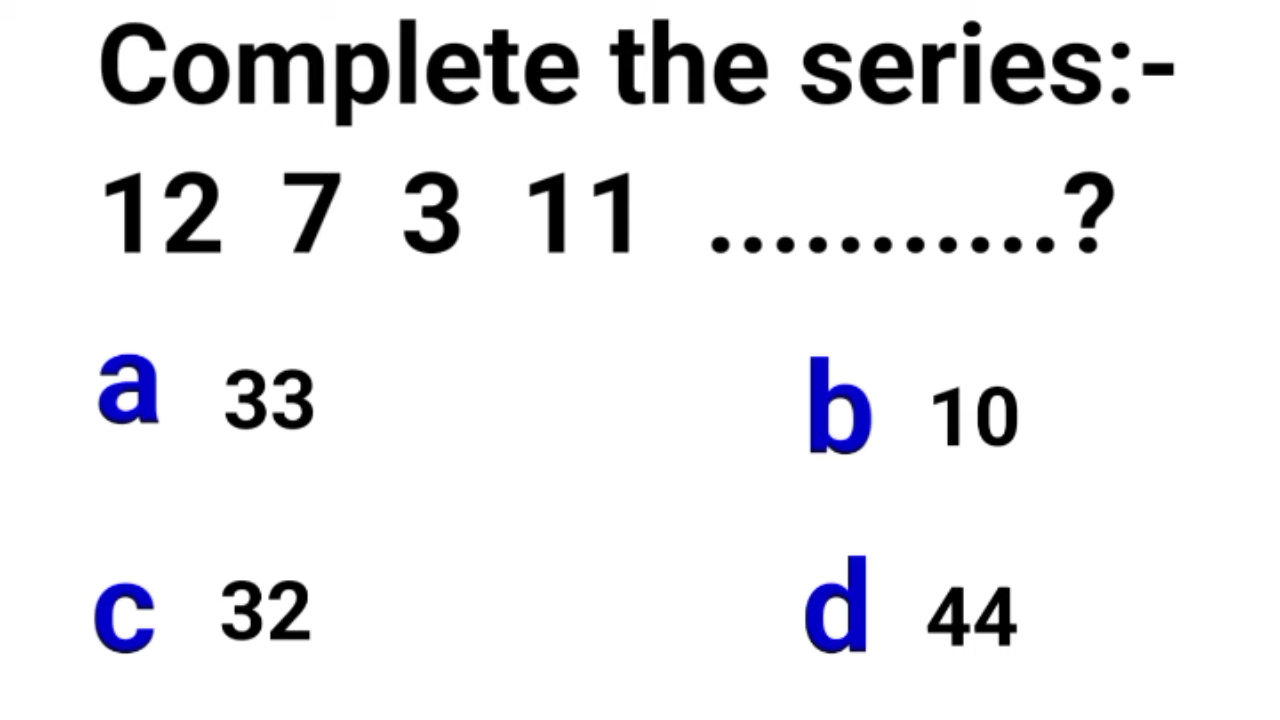 Complete the series:-
12 7 3 11 ...........?
a 33 b 10
c 32 d 44